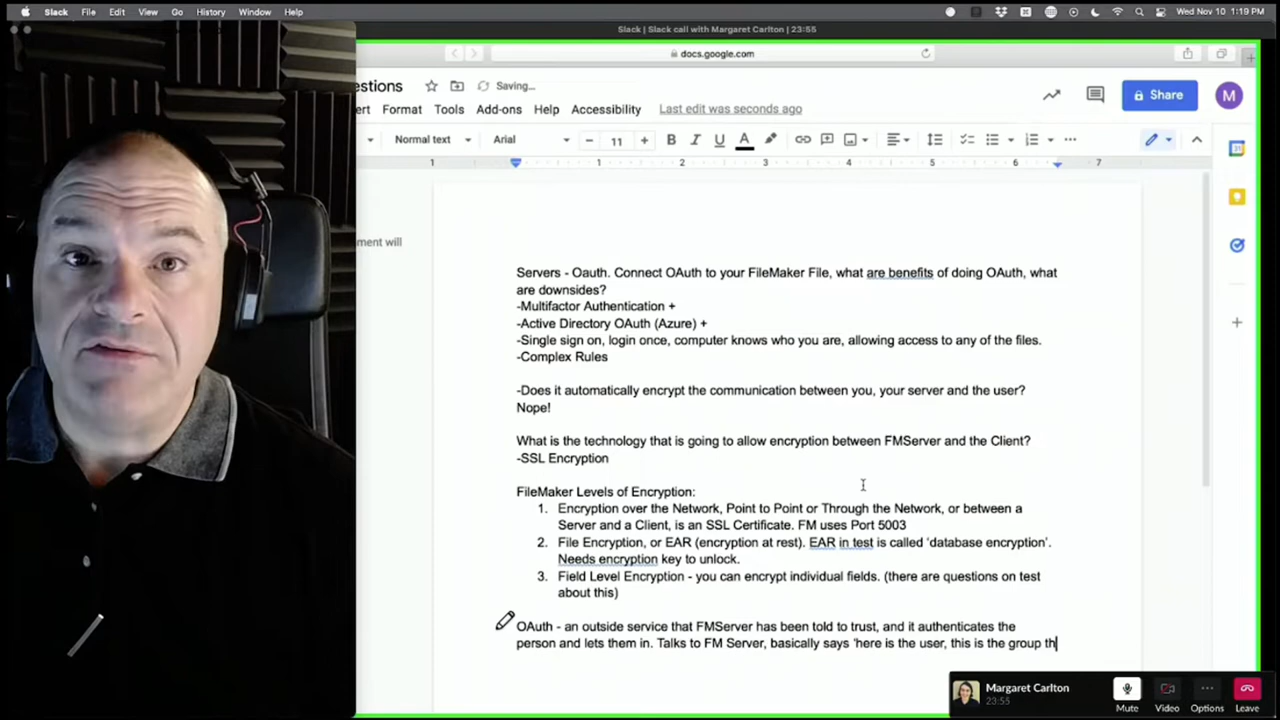 Slack File Edit View Go History Window Help Wed Nov 10 1:19 PM
Slack | Slack call with Margaret Carlton | 23:55
docs.google.com
estions Saving...
ert Format Tools Add-ons Help Accessibility Last edit was seconds ago
Share M
Normal text Arial 11 B I U A
1 1 2 3 4 5 6 7
31
ment will
Servers - Oauth. Connect OAuth to your FileMaker File, what are benefits of doing OAuth, what
are downsides?
-Multifactor Authentication +
-Active Directory OAuth (Azure) +
-Single sign on, login once, computer knows who you are, allowing access to any of the files.
-Complex Rules
-Does it automatically encrypt the communication between you, your server and the user?
Nope!
What is the technology that is going to allow encryption between FMServer and the Client?
-SSL Encryption
FileMaker Levels of Encryption:
1. Encryption over the Network, Point to Point or Through the Network, or between a
Server and a Client, is an SSL Certificate. FM uses Port 5003
2. File Encryption, or EAR (encryption at rest). EAR in test is called ‘database encryption’.
Needs encryption key to unlock.
3. Field Level Encryption - you can encrypt individual fields. (there are questions on test
about this)
OAuth - an outside service that FMServer has been told to trust, and it authenticates the
person and lets them in. Talks to FM Server, basically says ‘here is the user, this is the group th
Margaret Carlton
23:55
Mute Video Options Leave